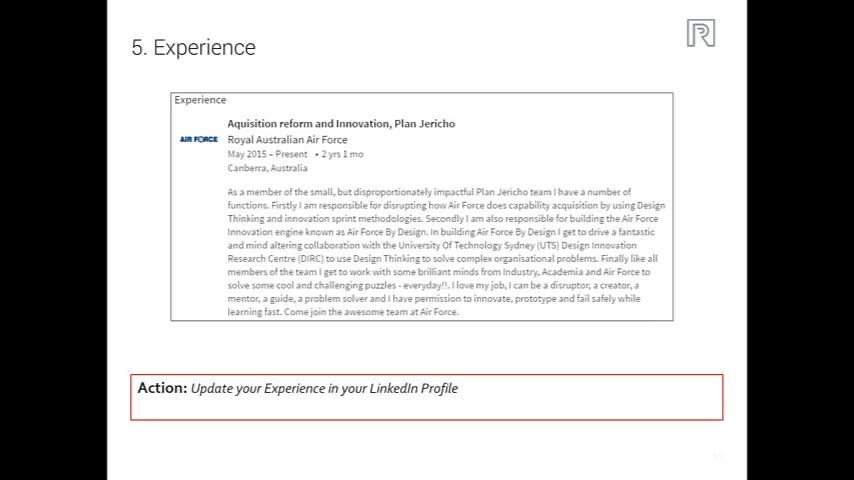 5. Experience
R
Experience
Aquisition reform and Innovation, Plan Jericho
AIR FORCE
Royal Australian Air Force
May 2015 – Present • 2 yrs 1 mo
Canberra, Australia
As a member of the small, but disproportionately impactful Plan Jericho team I have a number of
functions. Firstly I am responsible for disrupting how Air Force does capability acquisition by using Design
Thinking and innovation sprint methodologies. Secondly I am also responsible for building the Air Force
Innovation engine known as Air Force By Design. In building Air Force By Design I get to drive a fantastic
and mind altering collaboration with the University Of Technology Sydney (UTS) Design Innovation
Research Centre (DIRC) to use Design Thinking to solve complex organisational problems. Finally like all
members of the team I get to work with some brilliant minds from Industry, Academia and Air Force to
solve some cool and challenging puzzles - everyday!!. I love my job, I can be a disruptor, a creator, a
mentor, a guide, a problem solver and I have permission to innovate, prototype and fail safely while
learning fast. Come join the awesome team at Air Force.
Action: Update your Experience in your LinkedIn Profile